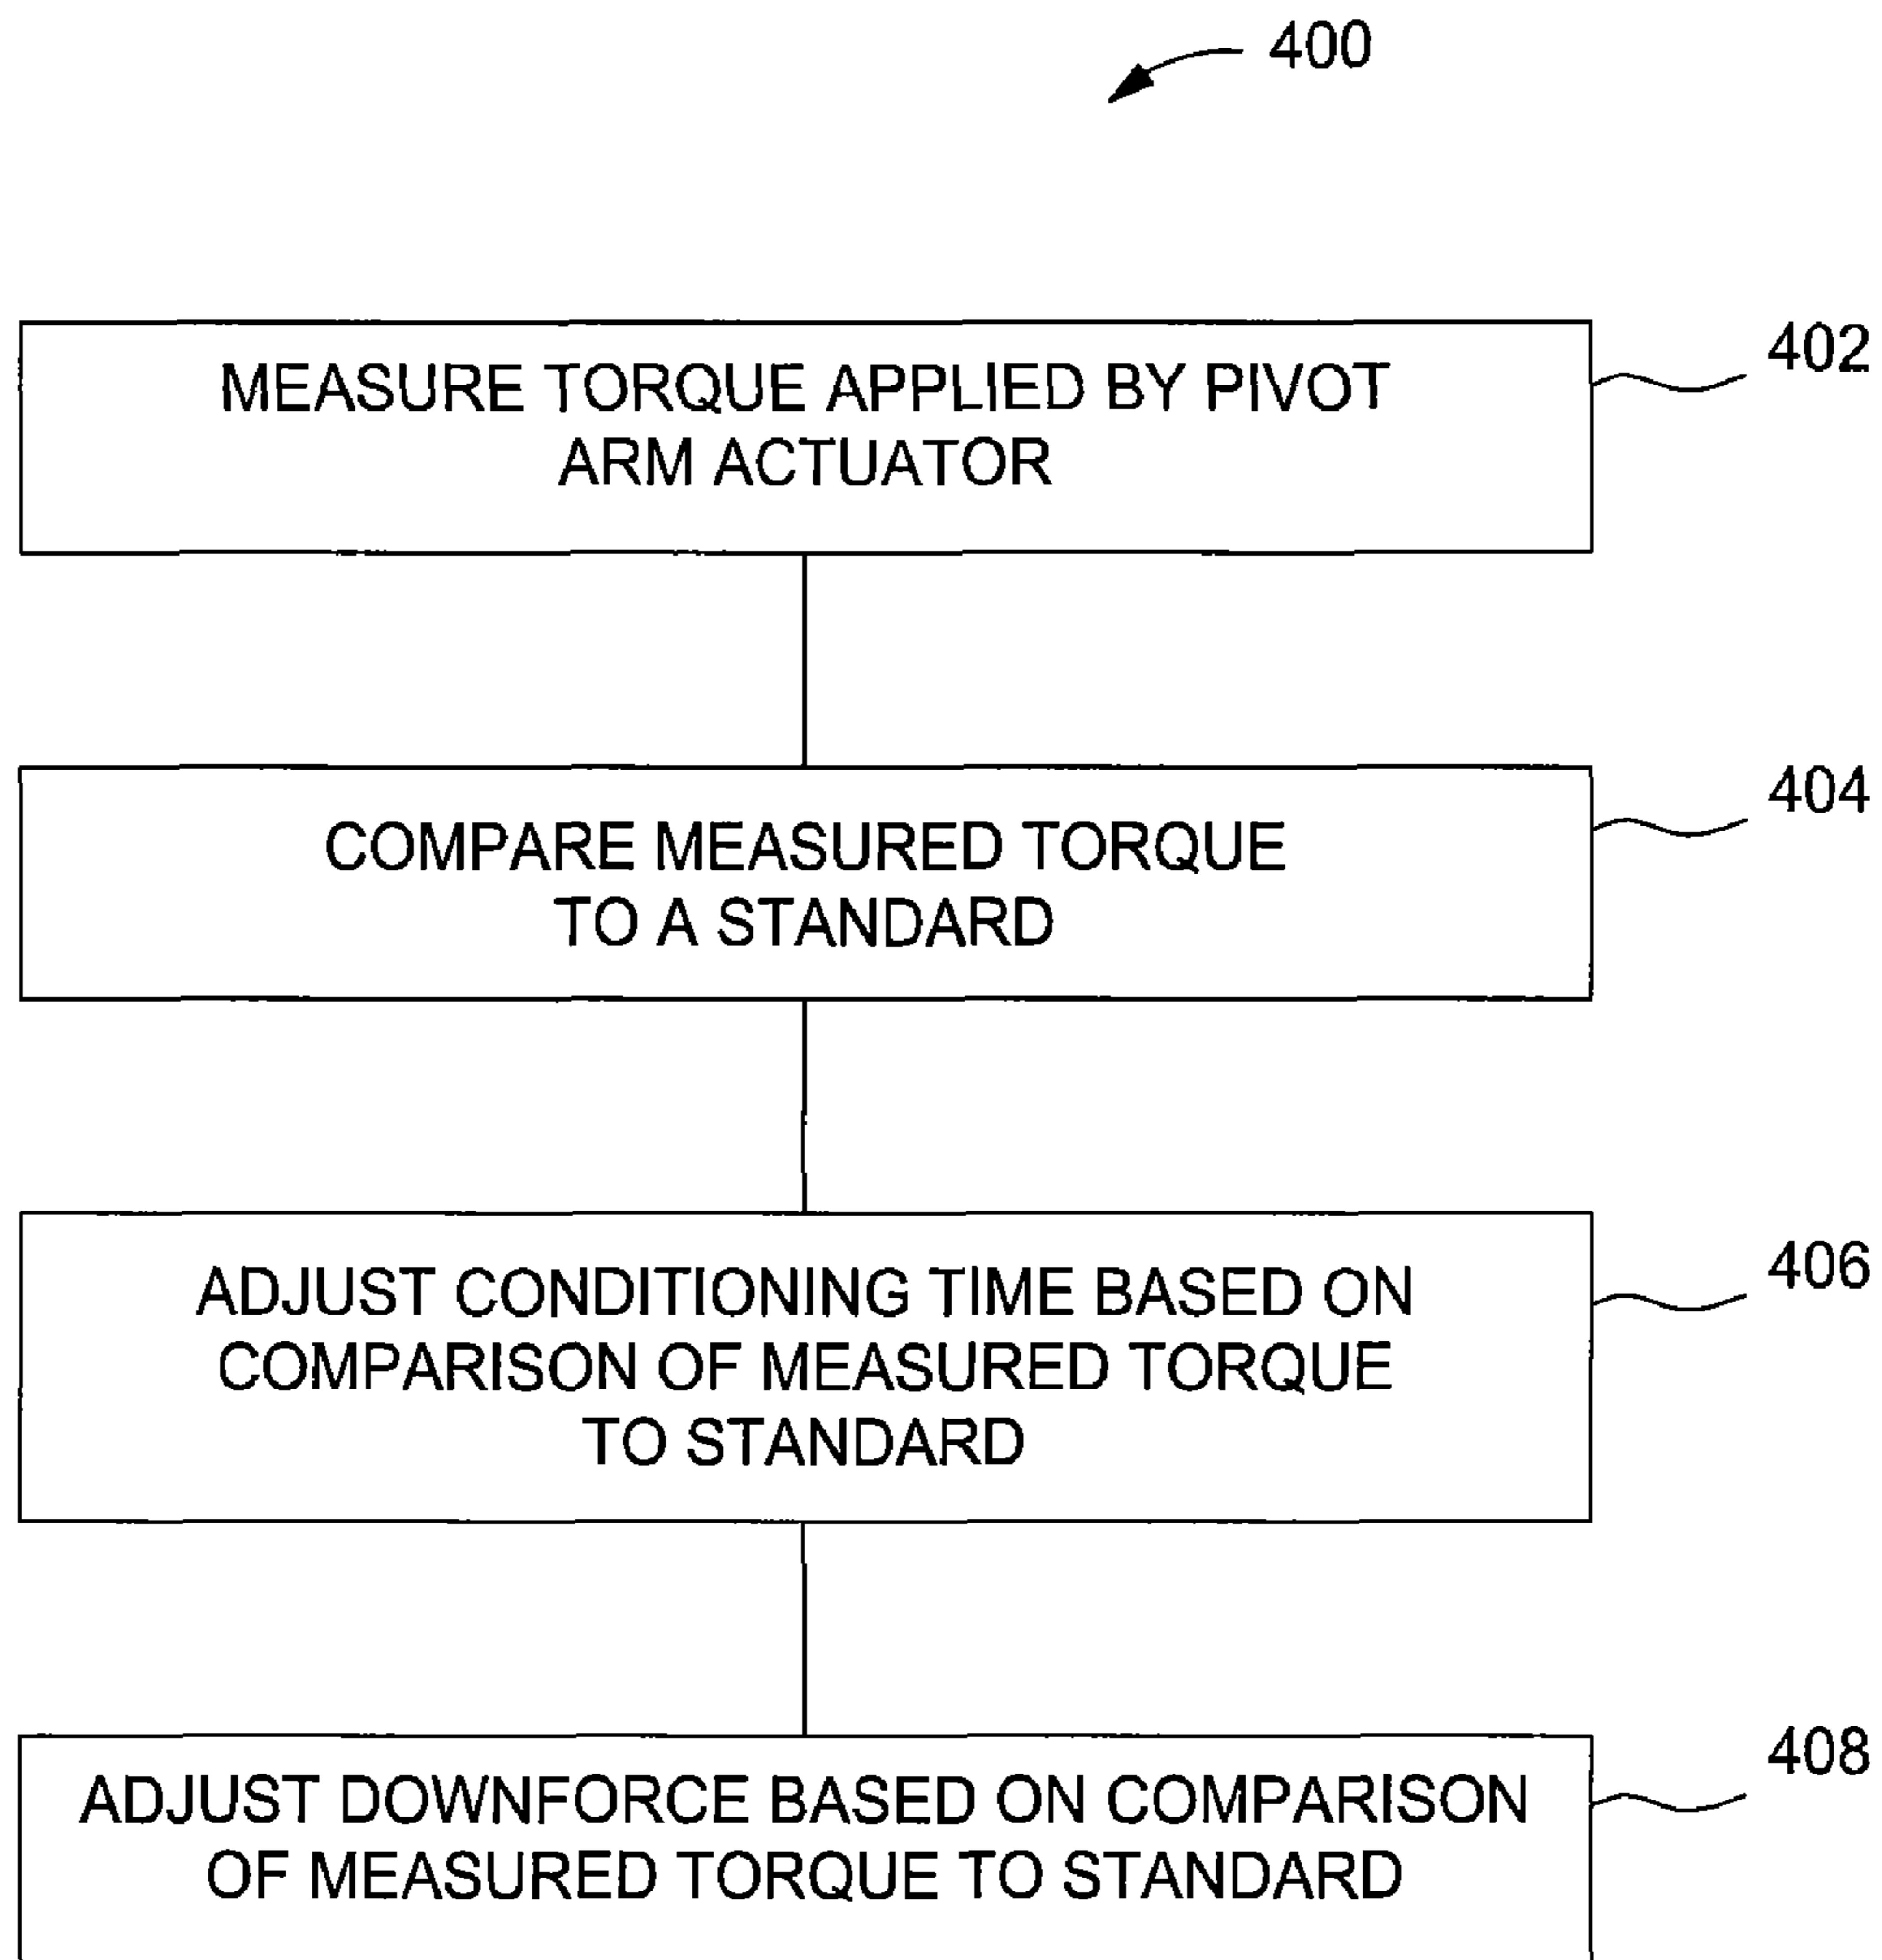 400
MEASURE TORQUE APPLIED BY PIVOT
ARM ACTUATOR
402
COMPARE MEASURED TORQUE
TO A STANDARD
404
ADJUST CONDITIONING TIME BASED ON
COMPARISON OF MEASURED TORQUE
TO STANDARD
406
ADJUST DOWNFORCE BASED ON COMPARISON
OF MEASURED TORQUE TO STANDARD
408